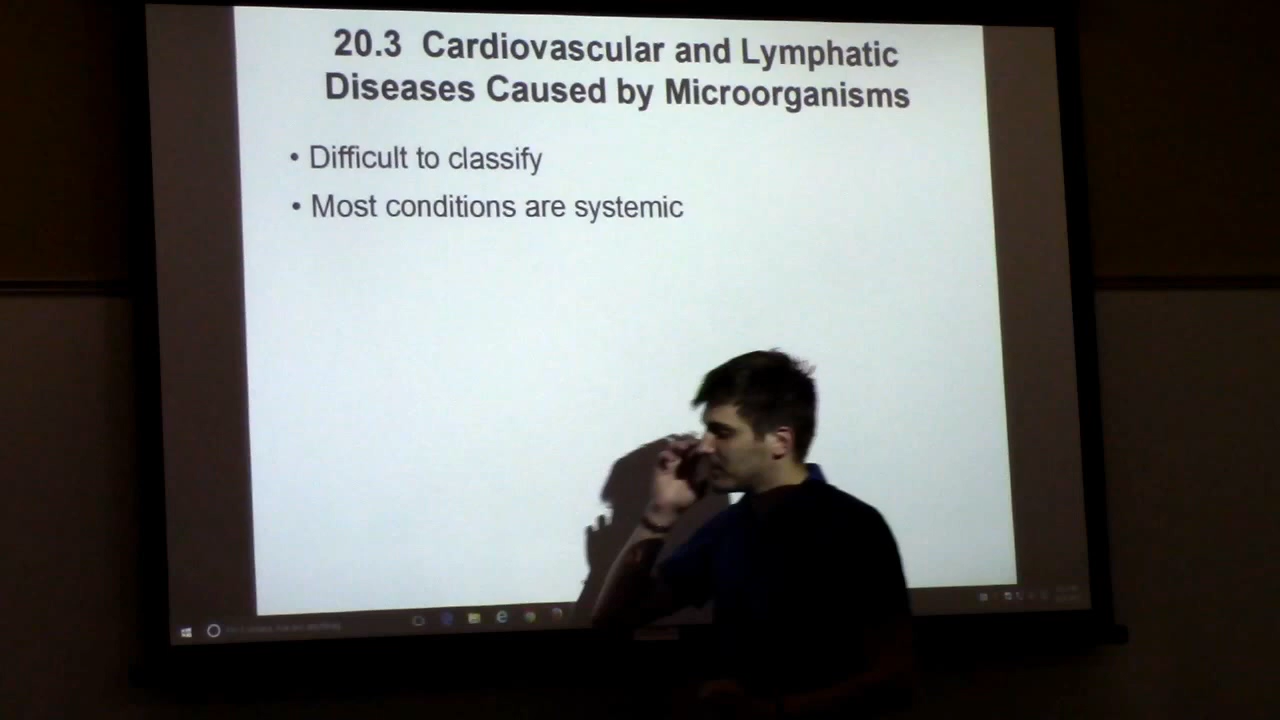 20.3 Cardiovascular and Lymphatic
Diseases Caused by Microorganisms
• Difficult to classify
• Most conditions are systemic